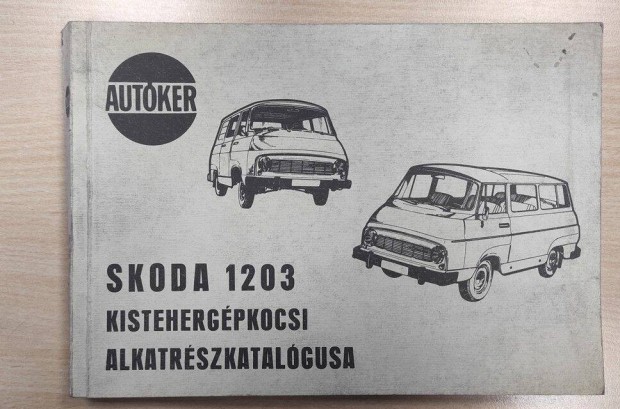 AUTÓKER
SKODA 1203
KISTEHERGÉPKOCSI
ALKATRÉSZKATALÓGUSA